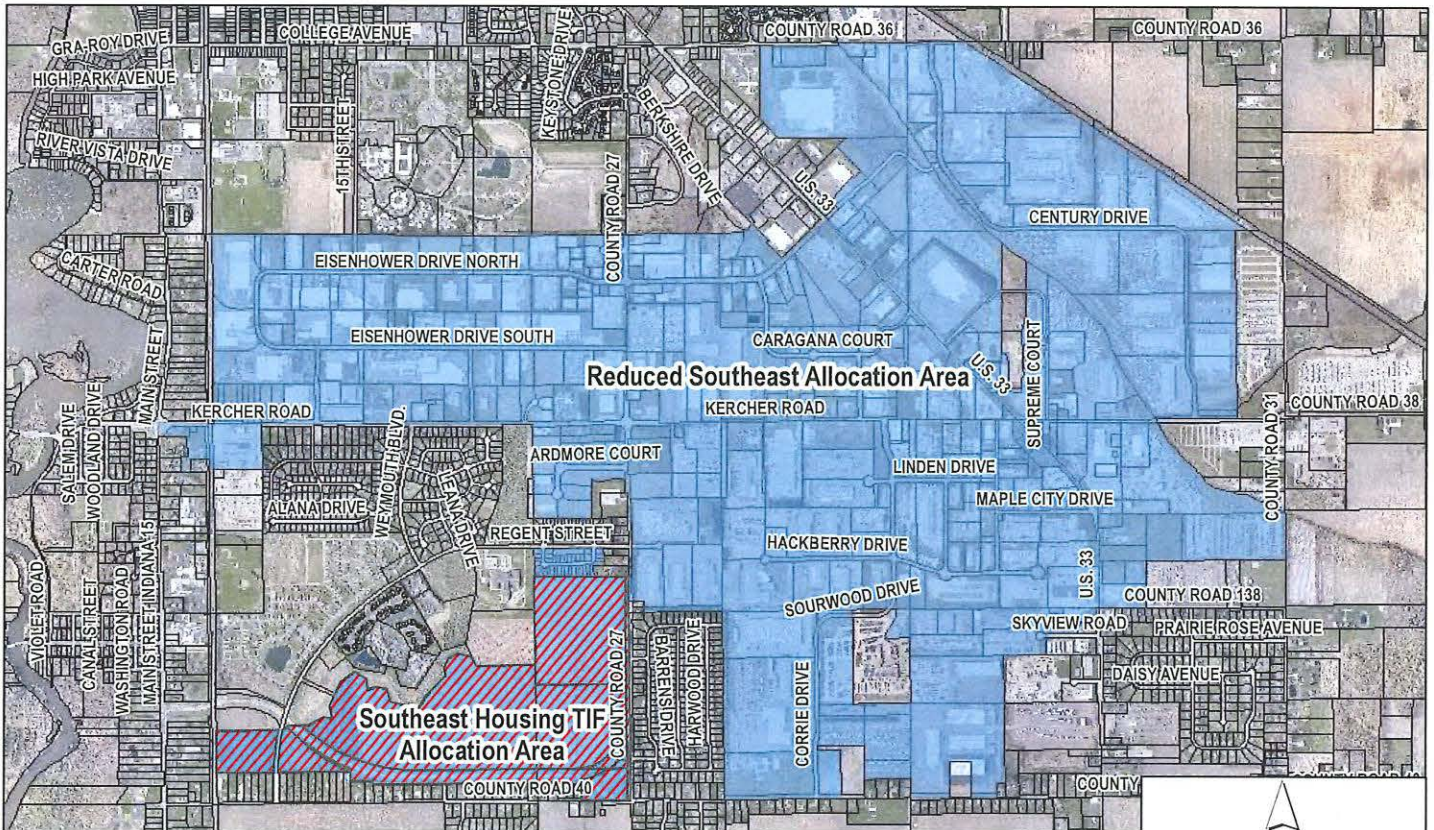 COUNTY ROAD 36
COUNTY ROAD 36
COLLEGE AVENUE
GRA-ROY DRIVE
HIGH PARK AVENUE
KEYSTONE DRIVE
BERKSHIRE DRIVE
15TH STREET
RIVER VISTA DRIVE
U.S. 33
COUNTY ROAD 27
CENTURY DRIVE
EISENHOWER DRIVE NORTH
CARTER ROAD
EISENHOWER DRIVE SOUTH
CARAGANA COURT
MAIN STREET
Reduced Southeast Allocation Area
U.S. 33
SUPREME COURT
KERCHER ROAD
KERCHER ROAD
COUNTY ROAD 38
SALEM DRIVE
WOODLAND DRIVE
WEYMOUTH BLVD.
LEANA DRIVE
ARDMORE COURT
LINDEN DRIVE
COUNTY ROAD 31
ALANA DRIVE
MAPLE CITY DRIVE
REGENT STREET
HACKBERRY DRIVE
U.S. 33
VIOLET ROAD
CANAL STREET
WASHINGTON ROAD
MAIN STREET INDIANA 15
SOURWOOD DRIVE
COUNTY ROAD 138
SKYVIEW ROAD
PRAIRIE ROSE AVENUE
DAISY AVENUE
COUNTY ROAD 27
BARRENS DRIVE
HARWOOD DRIVE
CORRIE DRIVE
Southeast Housing TIF
Allocation Area
COUNTY ROAD 40
COUNTY